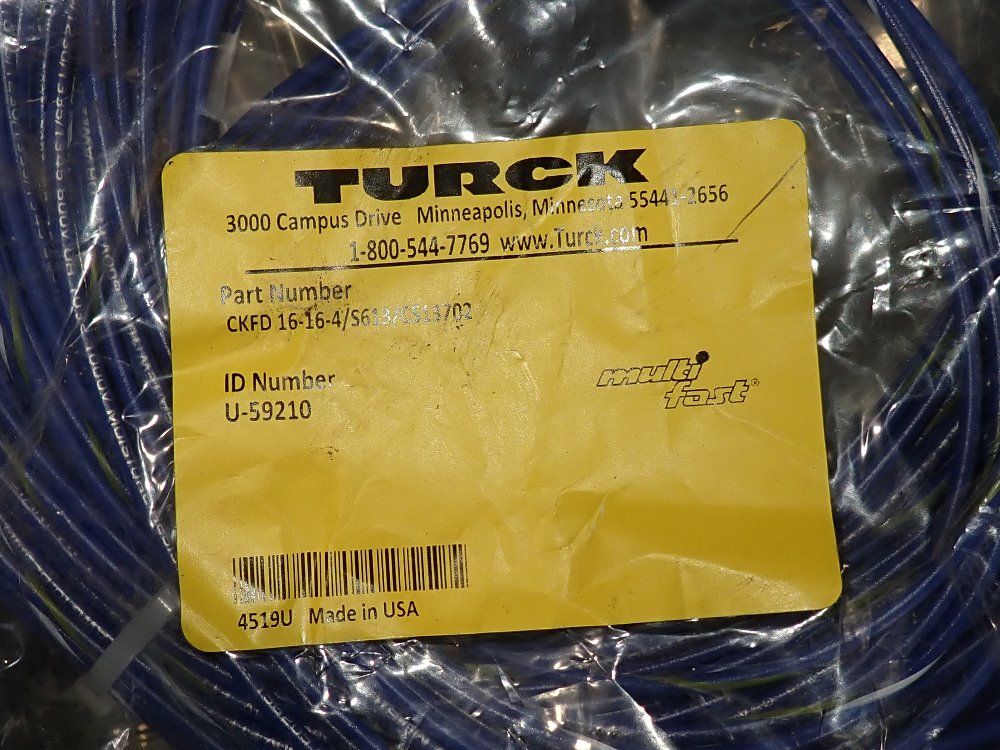 TURCK
3000 Campus Drive Minneapolis, Minnesota 55441-2656
1-800-544-7769 www.Turck.com
Part Number
CKFD 16-16-4/S613/CS13702
ID Number
U-59210
multi
fast®
4519U Made in USA